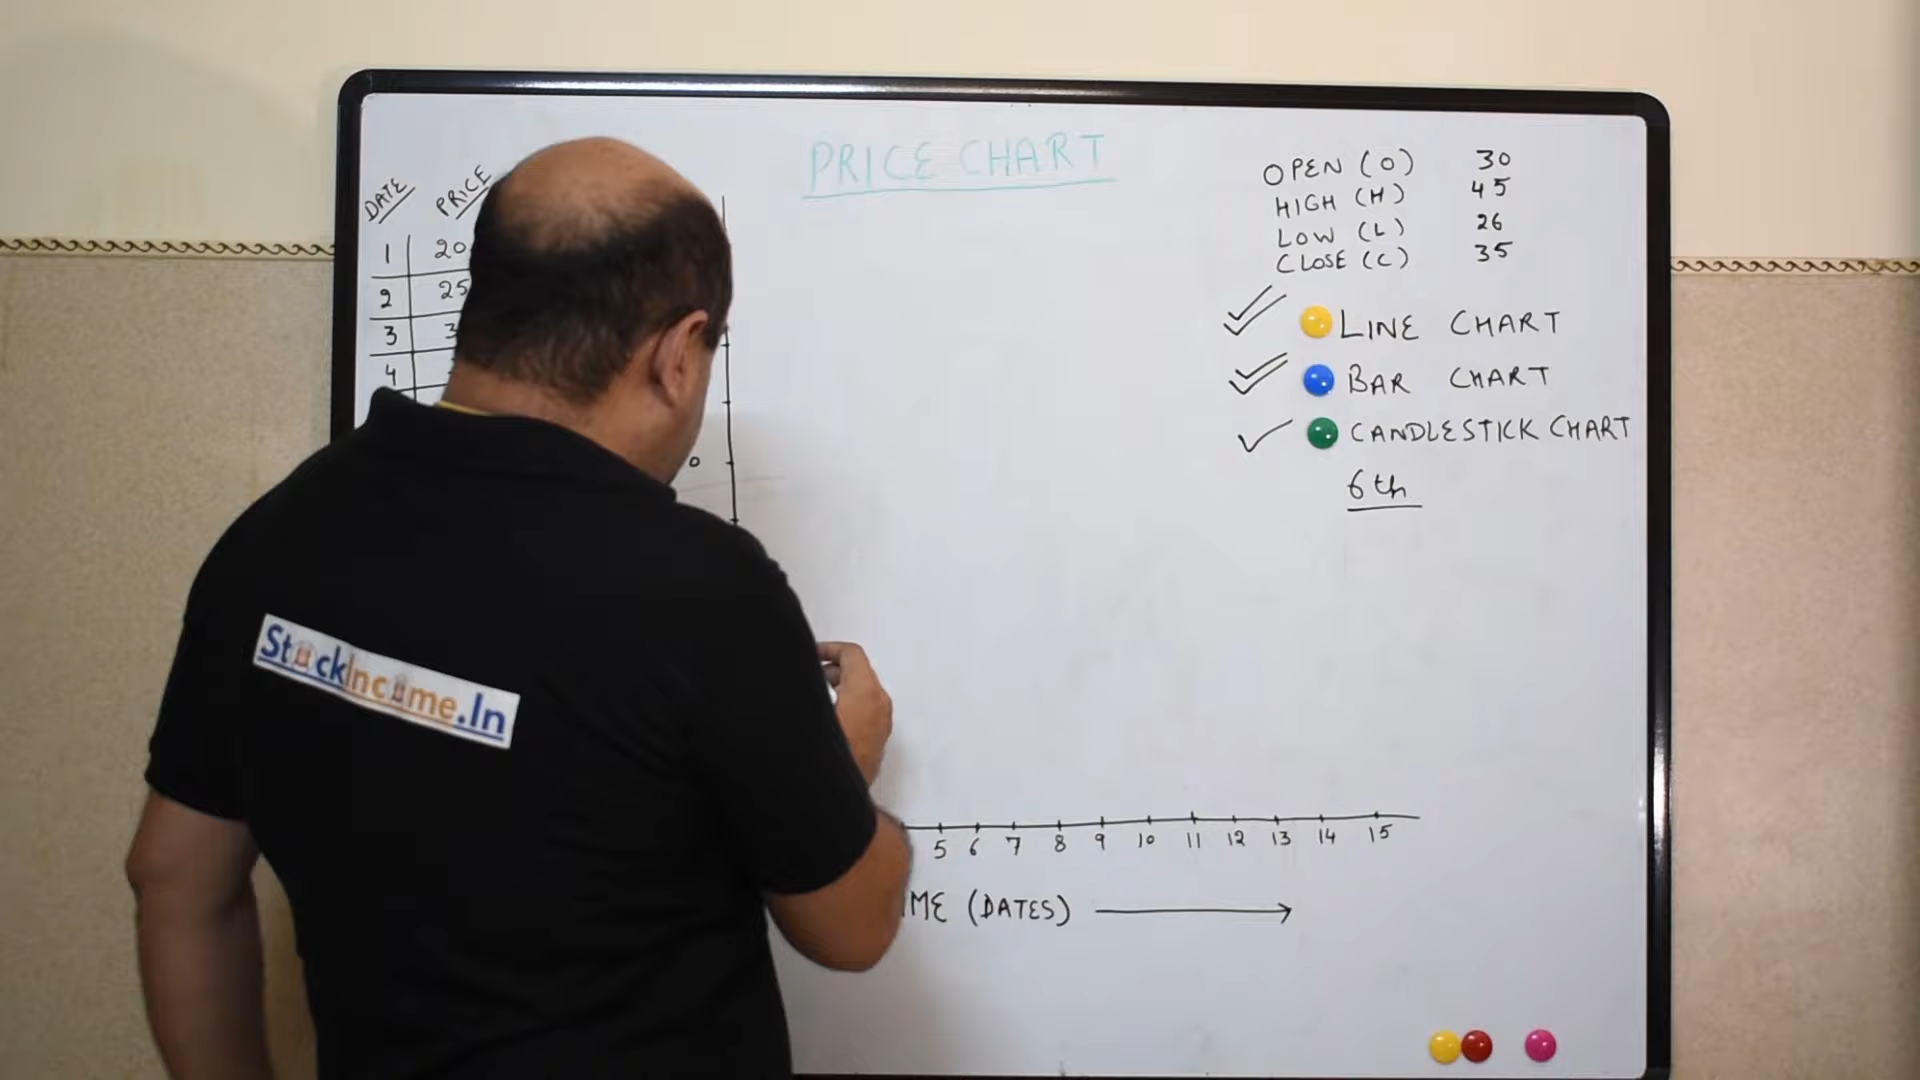 PRICE CHART
DATE PRICE
1 20
2 25
3
4
OPEN (O) 30
HIGH (H) 45
LOW (L) 26
CLOSE (C) 35
LINE CHART
BAR CHART
CANDLESTICK CHART
6th
StockIncome.In
5 6 7 8 9 10 11 12 13 14 15
(DATES)